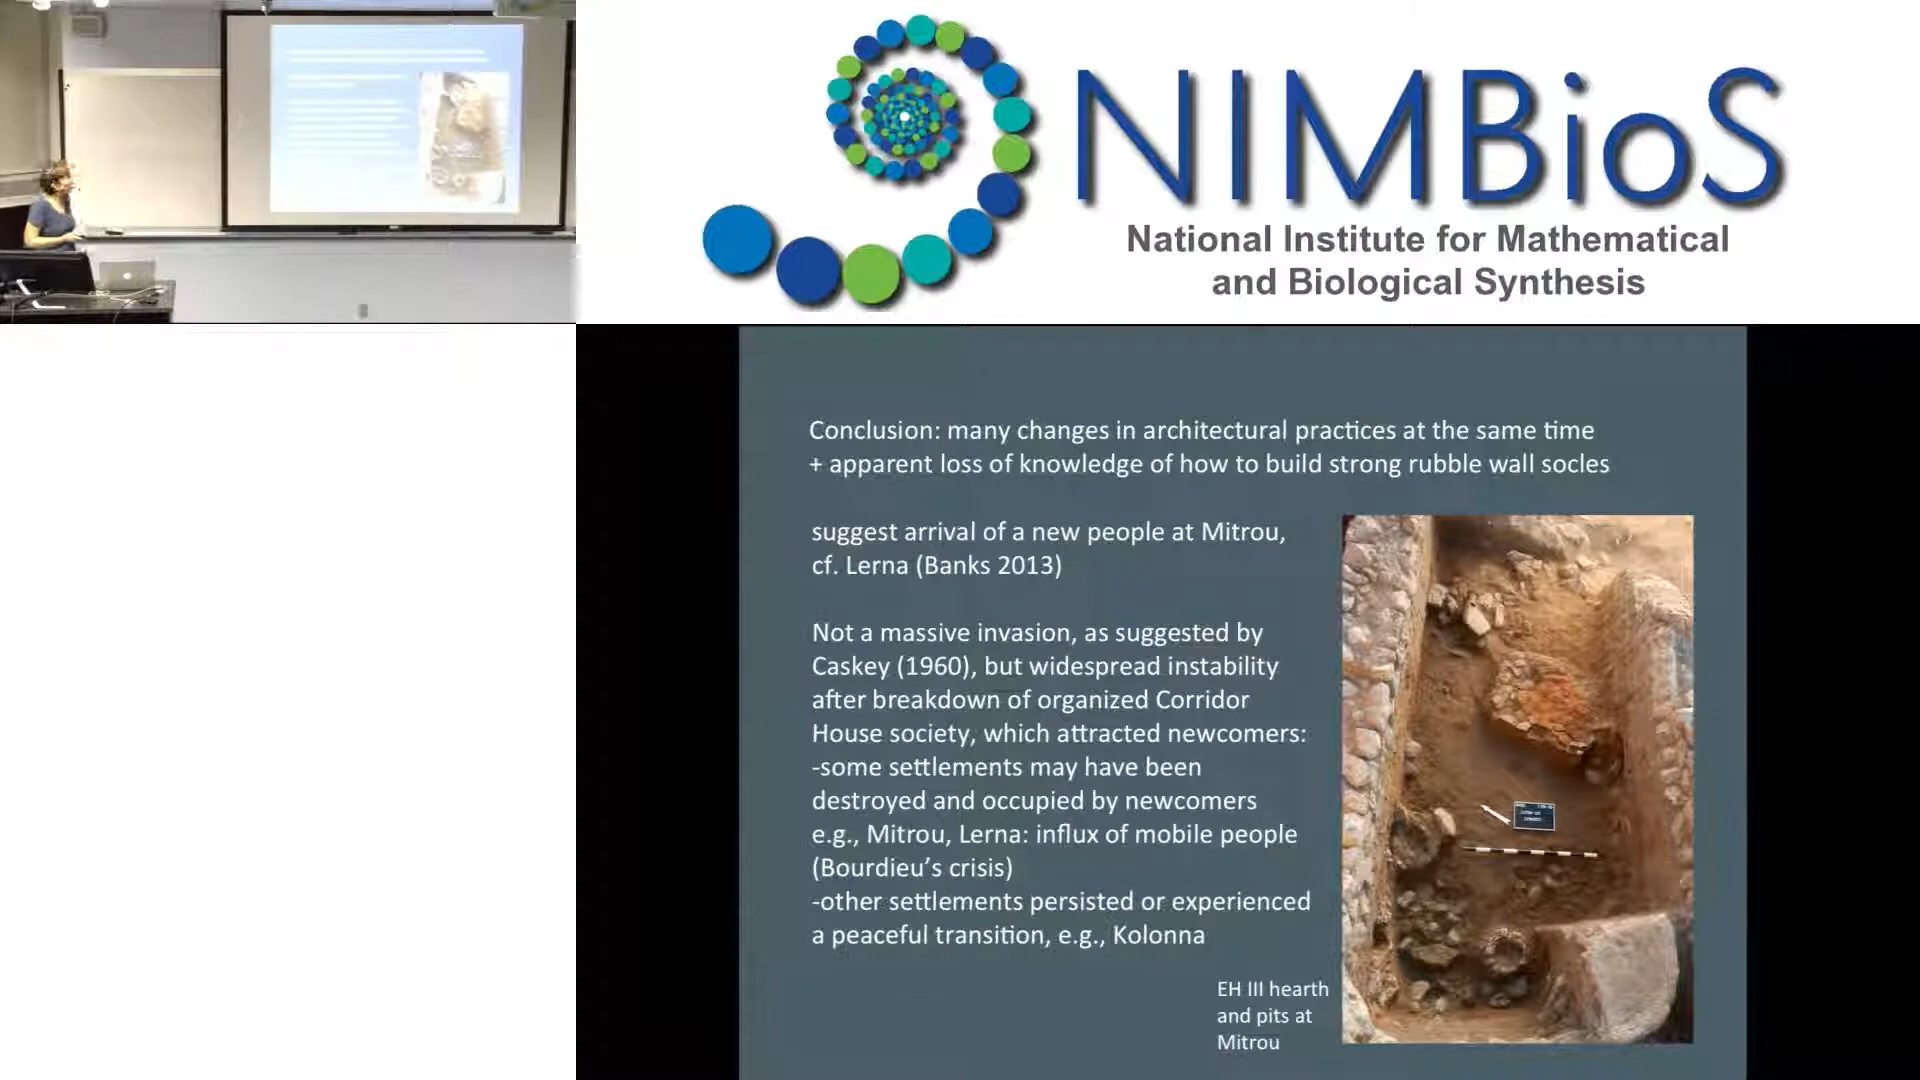 NIMBioS
National Institute for Mathematical
and Biological Synthesis
Conclusion: many changes in architectural practices at the same time
+ apparent loss of knowledge of how to build strong rubble wall socles
suggest arrival of a new people at Mitrou,
cf. Lerna (Banks 2013)
Not a massive invasion, as suggested by
Caskey (1960), but widespread instability
after breakdown of organized Corridor
House society, which attracted newcomers:
-some settlements may have been
destroyed and occupied by newcomers
e.g., Mitrou, Lerna: influx of mobile people
(Bourdieu's crisis)
-other settlements persisted or experienced
a peaceful transition, e.g., Kolonna
EH III hearth
and pits at
Mitrou